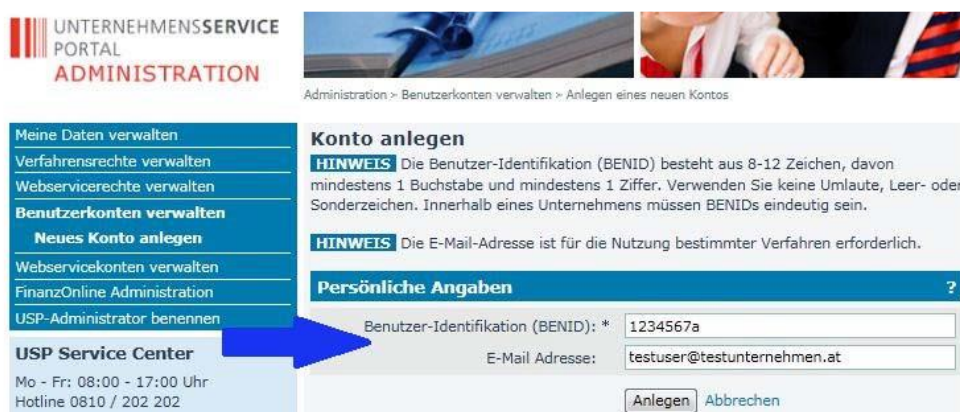 UNTERNEHMENSSERVICE
PORTAL
ADMINISTRATION
Administration > Benutzerkonten verwalten > Anlegen eines neuen Kontos
Meine Daten verwalten
Verfahrensrechte verwalten
Webservicerechte verwalten
Benutzerkonten verwalten
Neues Konto anlegen
Webservicekonten verwalten
FinanzOnline Administration
USP-Administrator benennen
USP Service Center
Mo - Fr: 08:00 - 17:00 Uhr
Hotline 0810 / 202 202
Konto anlegen
HINWEIS Die Benutzer-Identifikation (BENID) besteht aus 8-12 Zeichen, davon
mindestens 1 Buchstabe und mindestens 1 Ziffer. Verwenden Sie keine Umlaute, Leer- oder
Sonderzeichen. Innerhalb eines Unternehmens müssen BENIDs eindeutig sein.
HINWEIS Die E-Mail-Adresse ist für die Nutzung bestimmter Verfahren erforderlich.
Persönliche Angaben ?
Benutzer-Identifikation (BENID): * 1234567a
E-Mail Adresse: testuser@testunternehmen.at
Anlegen Abbrechen